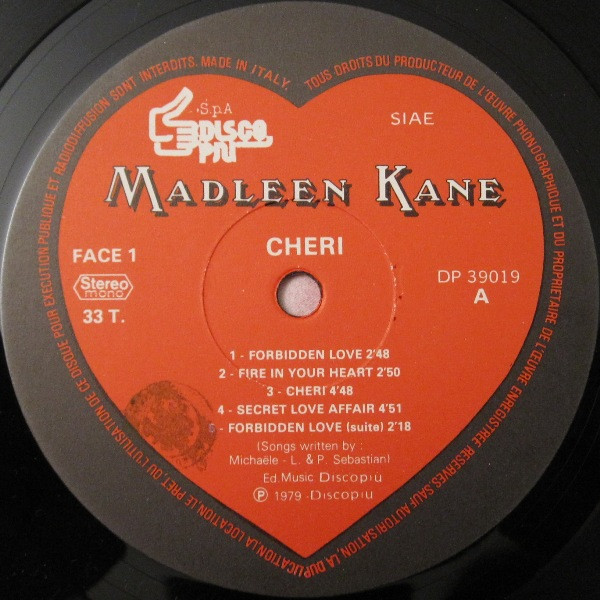 TOUS DROITS DU PRODUCTEUR DE L'ŒUVRE PHONOGRAPHIQUE ET DU PROPRIETAIRE DE L'ŒUVRE ENREGISTREE RESERVES. SAUF AUTORISATION, LA DUPLICATION, LA LOCATION, LE PRET, OU L'UTILISATION DE CE DISQUE POUR EXECUTION PUBLIQUE ET RADIODIFFUSION SONT INTERDITS. MADE IN ITALY.
S.p.A
DISCO
PIÙ
SIAE
MADLEEN KANE
CHERI
FACE 1
Stereo
mono
33 T.
DP 39019
A
1 - FORBIDDEN LOVE 2'48
2 - FIRE IN YOUR HEART 2'50
3 - CHERI 4'48
4 - SECRET LOVE AFFAIR 4'51
5 - FORBIDDEN LOVE (suite) 2'18
(Songs written by :
Michaële - L. & P. Sebastian)
Ed. Music Discopiù
℗ 1979 Discopiù